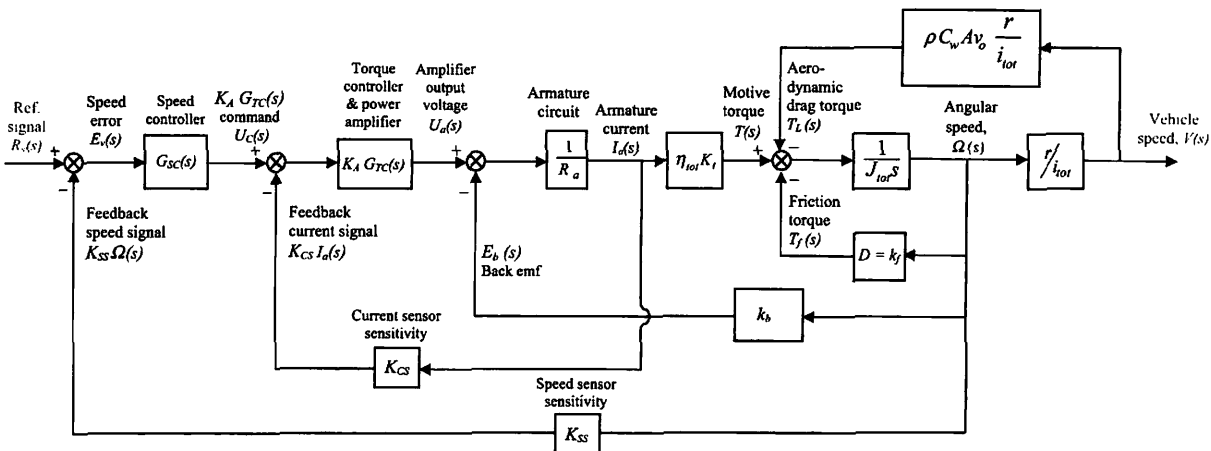 ρ C_w A v_o r / i_tot
Ref.
signal
R_v(s)
+
−
Speed
error
E_v(s)
Speed
controller
G_SC(s)
K_A G_TC(s)
command
U_C(s)
+
−
Torque
controller
& power
amplifier
K_A G_TC(s)
Amplifier
output
voltage
U_a(s)
+
−
Armature
circuit
1 / R_a
Armature
current
I_a(s)
η_tot K_t
Motive
torque
T(s)
+
−
−
Aero-
dynamic
drag torque
T_L(s)
1 / J_tot s
Angular
speed,
Ω(s)
r / i_tot
Vehicle
speed, V(s)
Feedback
speed signal
K_SS Ω(s)
Feedback
current signal
K_CS I_a(s)
E_b (s)
Back emf
Friction
torque
T_f(s)
D = k_f
k_b
Current sensor
sensitivity
K_CS
Speed sensor
sensitivity
K_SS